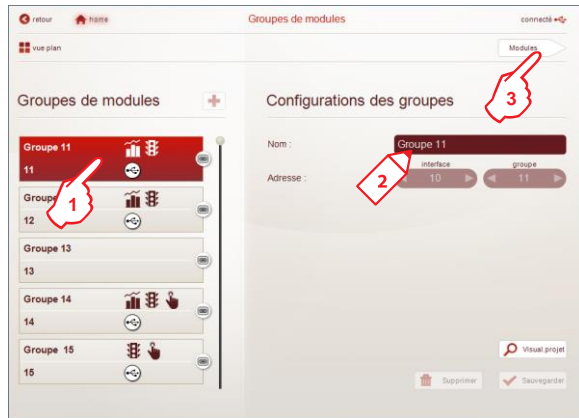 retour
home
Groupes de modules
connecté
vue plan
Modules
3
Groupes de modules
Configurations des groupes
Groupe 11
11
1
Nom :
Groupe 11
Adresse :
interface
10
groupe
11
2
Groupe
12
Groupe 13
13
Groupe 14
14
Groupe 15
15
Visual.projet
Supprimer
Sauvegarder